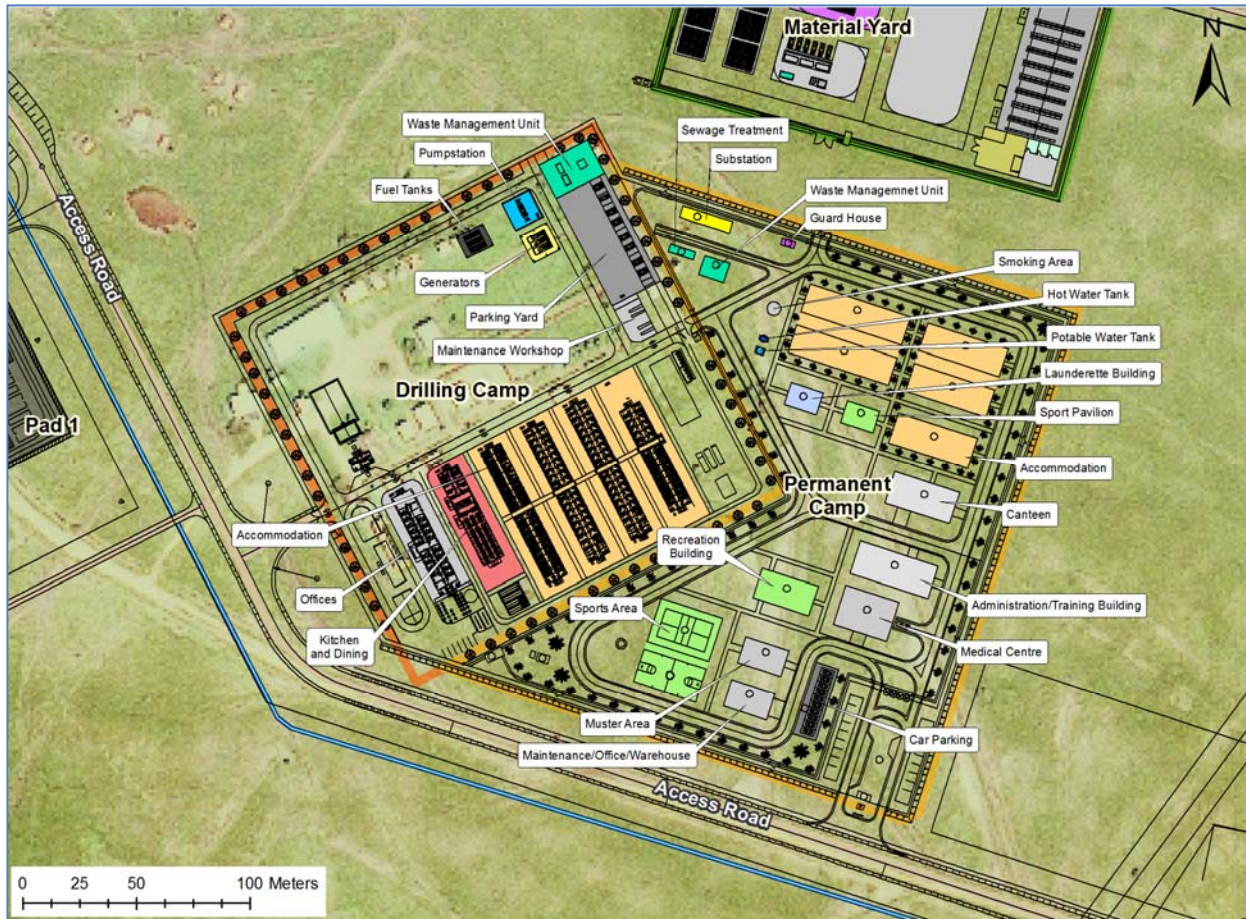 Material Yard
N
Waste Management Unit
Pumpstation
Fuel Tanks
Sewage Treatment
Substation
Waste Managemnet Unit
Guard House
Smoking Area
Hot Water Tank
Potable Water Tank
Launderette Building
Sport Pavilion
Accommodation
Canteen
Access Road
Generators
Parking Yard
Maintenance Workshop
Drilling Camp
Pad 1
Permanent
Camp
Accommodation
Offices
Kitchen
and Dining
Recreation
Building
Sports Area
Administration/Training Building
Medical Centre
Muster Area
Maintenance/Office/Warehouse
Car Parking
Access Road
0 25 50 100 Meters